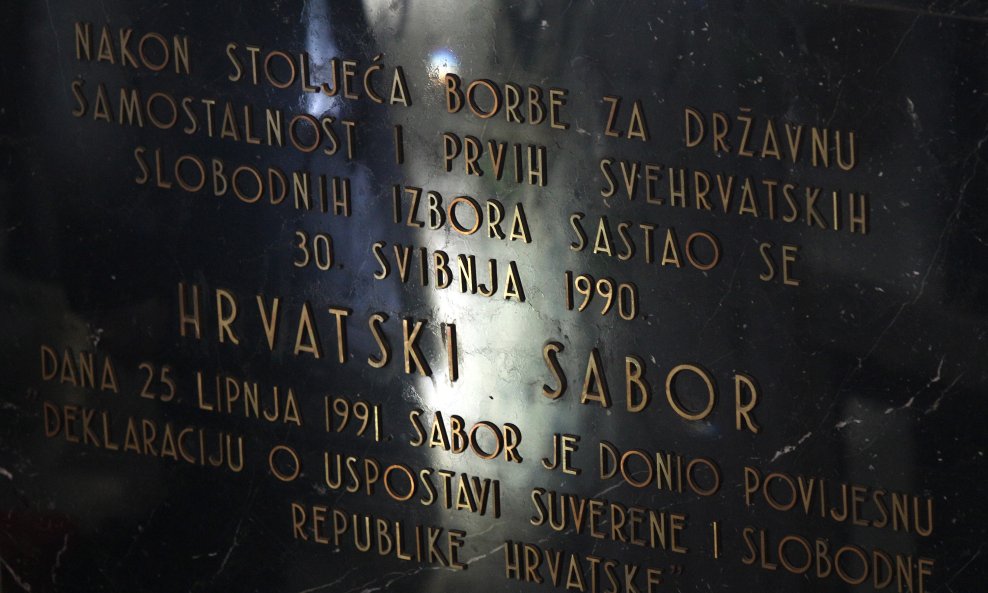 NAKON STOLJEĆA BORBE ZA DRŽAVNU
SAMOSTALNOST I PRVIH SVEHRVATSKIH
SLOBODNIH IZBORA SASTAO SE
30. SVIBNJA 1990.
HRVATSKI SABOR
DANA 25. LIPNJA 1991. SABOR JE DONIO POVIJESNU
"DEKLARACIJU O USPOSTAVI SUVERENE I SLOBODNE
REPUBLIKE HRVATSKE"